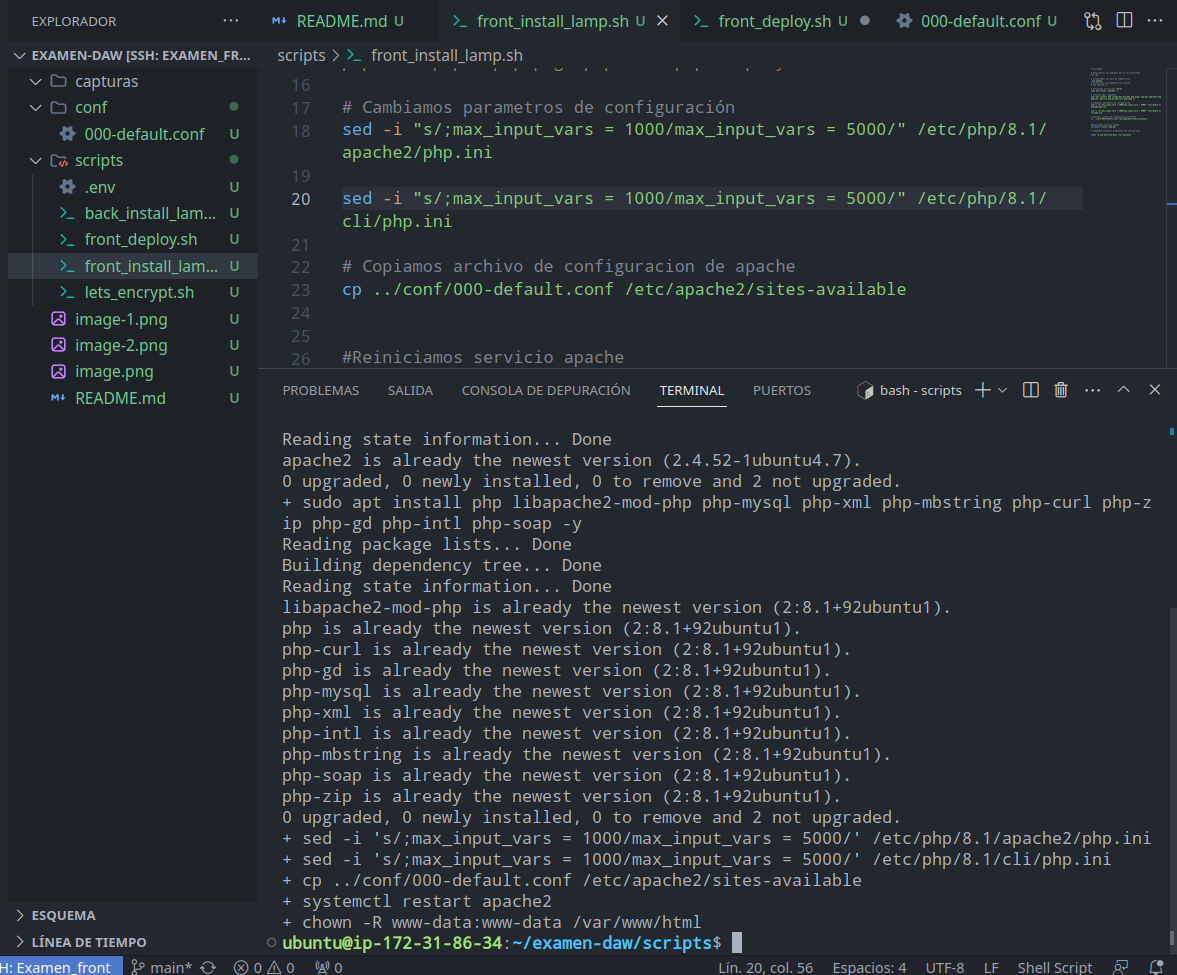 EXPLORADOR
README.md U
front_install_lamp.sh U
front_deploy.sh U
000-default.conf U
EXAMEN-DAW [SSH: EXAMEN_FR...
capturas
conf
000-default.conf U
scripts
.env U
back_install_lam... U
front_deploy.sh U
front_install_lam... U
lets_encrypt.sh U
image-1.png U
image-2.png U
image.png U
README.md U
ESQUEMA
LÍNEA DE TIEMPO
scripts > front_install_lamp.sh
16
17 # Cambiamos parametros de configuración
18 sed -i "s/;max_input_vars = 1000/max_input_vars = 5000/" /etc/php/8.1/
apache2/php.ini
19
20 sed -i "s/;max_input_vars = 1000/max_input_vars = 5000/" /etc/php/8.1/
cli/php.ini
21
22 # Copiamos archivo de configuracion de apache
23 cp ../conf/000-default.conf /etc/apache2/sites-available
24
25
26 #Reiniciamos servicio apache
PROBLEMAS SALIDA CONSOLA DE DEPURACIÓN TERMINAL PUERTOS bash - scripts
Reading state information... Done
apache2 is already the newest version (2.4.52-1ubuntu4.7).
0 upgraded, 0 newly installed, 0 to remove and 2 not upgraded.
+ sudo apt install php libapache2-mod-php php-mysql php-xml php-mbstring php-curl php-z
ip php-gd php-intl php-soap -y
Reading package lists... Done
Building dependency tree... Done
Reading state information... Done
libapache2-mod-php is already the newest version (2:8.1+92ubuntu1).
php is already the newest version (2:8.1+92ubuntu1).
php-curl is already the newest version (2:8.1+92ubuntu1).
php-gd is already the newest version (2:8.1+92ubuntu1).
php-mysql is already the newest version (2:8.1+92ubuntu1).
php-xml is already the newest version (2:8.1+92ubuntu1).
php-intl is already the newest version (2:8.1+92ubuntu1).
php-mbstring is already the newest version (2:8.1+92ubuntu1).
php-soap is already the newest version (2:8.1+92ubuntu1).
php-zip is already the newest version (2:8.1+92ubuntu1).
0 upgraded, 0 newly installed, 0 to remove and 2 not upgraded.
+ sed -i 's/;max_input_vars = 1000/max_input_vars = 5000/' /etc/php/8.1/apache2/php.ini
+ sed -i 's/;max_input_vars = 1000/max_input_vars = 5000/' /etc/php/8.1/cli/php.ini
+ cp ../conf/000-default.conf /etc/apache2/sites-available
+ systemctl restart apache2
+ chown -R www-data:www-data /var/www/html
ubuntu@ip-172-31-86-34:~/examen-daw/scripts$
H: Examen_front main* 0 0 0 Lín. 20, col. 56 Espacios: 4 UTF-8 LF Shell Script